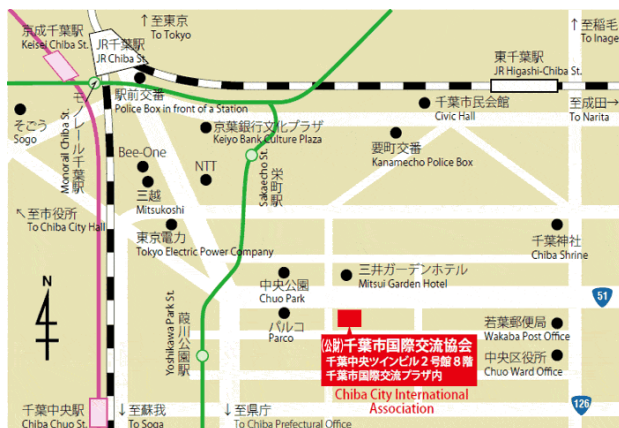 ↑至東京
To Tokyo
京成千葉駅
Keisei Chiba St.
JR千葉駅
JR Chiba St.
↑至稲毛
To Inage
東千葉駅
JR Higashi-Chiba St.
駅前交番
Police Box in front of a Station
千葉市民会館
Civic Hall
至成田→
To Narita
そごう
Sogo
モノレール千葉駅
Monorail Chiba St.
京葉銀行文化プラザ
Keiyo Bank Culture Plaza
要町交番
Kanamecho Police Box
Bee-One
三越
Mitsukoshi
NTT
栄町駅
Sakaecho St.
↖至市役所
To Chiba City Hall
東京電力
Tokyo Electric Power Company
千葉神社
Chiba Shrine
N
中央公園
Chuo Park
三井ガーデンホテル
Mitsui Garden Hotel
51
葭川公園駅
Yoshikawa Park St.
パルコ
Parco
(公財)千葉市国際交流協会
千葉中央ツインビル2号館8階
千葉市国際交流プラザ内
Chiba City International
Association
若葉郵便局
Wakaba Post Office
中央区役所
Chuo Ward Office
126
千葉中央駅
Chiba Chuo St.
↓至蘇我
To Soga
↓至県庁
To Chiba Prefectural Office